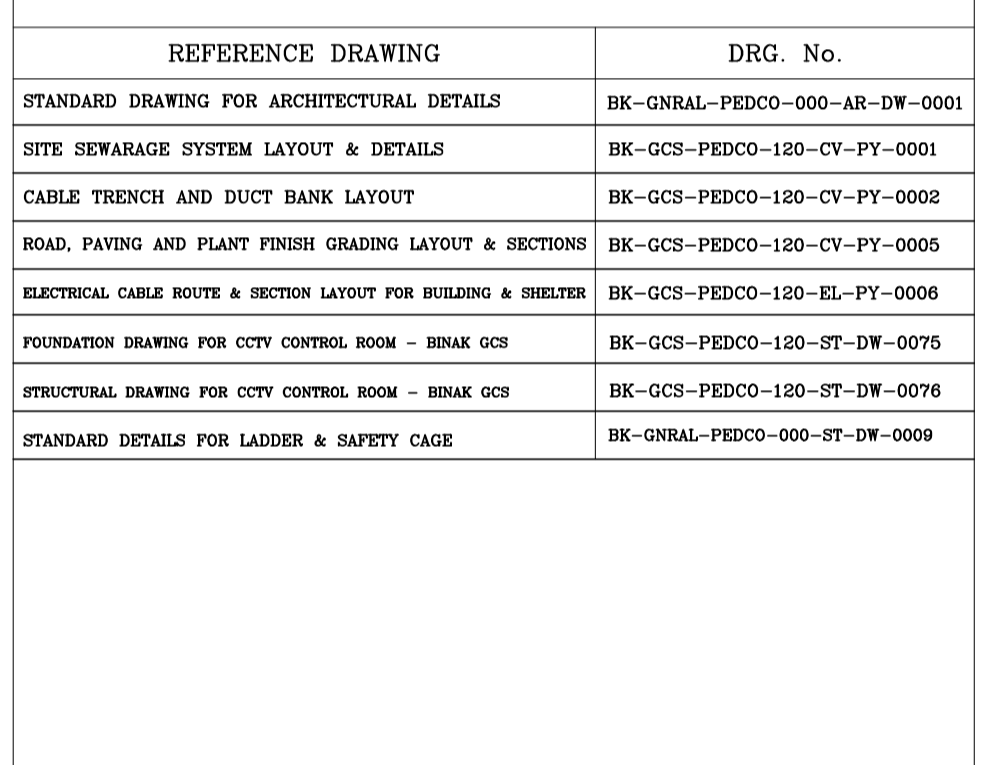 REFERENCE DRAWING DRG. No.
STANDARD DRAWING FOR ARCHITECTURAL DETAILS BK-GNRAL-PEDCO-000-AR-DW-0001
SITE SEWARAGE SYSTEM LAYOUT & DETAILS BK-GCS-PEDCO-120-CV-PY-0001
CABLE TRENCH AND DUCT BANK LAYOUT BK-GCS-PEDCO-120-CV-PY-0002
ROAD, PAVING AND PLANT FINISH GRADING LAYOUT & SECTIONS BK-GCS-PEDCO-120-CV-PY-0005
ELECTRICAL CABLE ROUTE & SECTION LAYOUT FOR BUILDING & SHELTER BK-GCS-PEDCO-120-EL-PY-0006
FOUNDATION DRAWING FOR CCTV CONTROL ROOM - BINAK GCS BK-GCS-PEDCO-120-ST-DW-0075
STRUCTURAL DRAWING FOR CCTV CONTROL ROOM - BINAK GCS BK-GCS-PEDCO-120-ST-DW-0076
STANDARD DETAILS FOR LADDER & SAFETY CAGE BK-GNRAL-PEDCO-000-ST-DW-0009